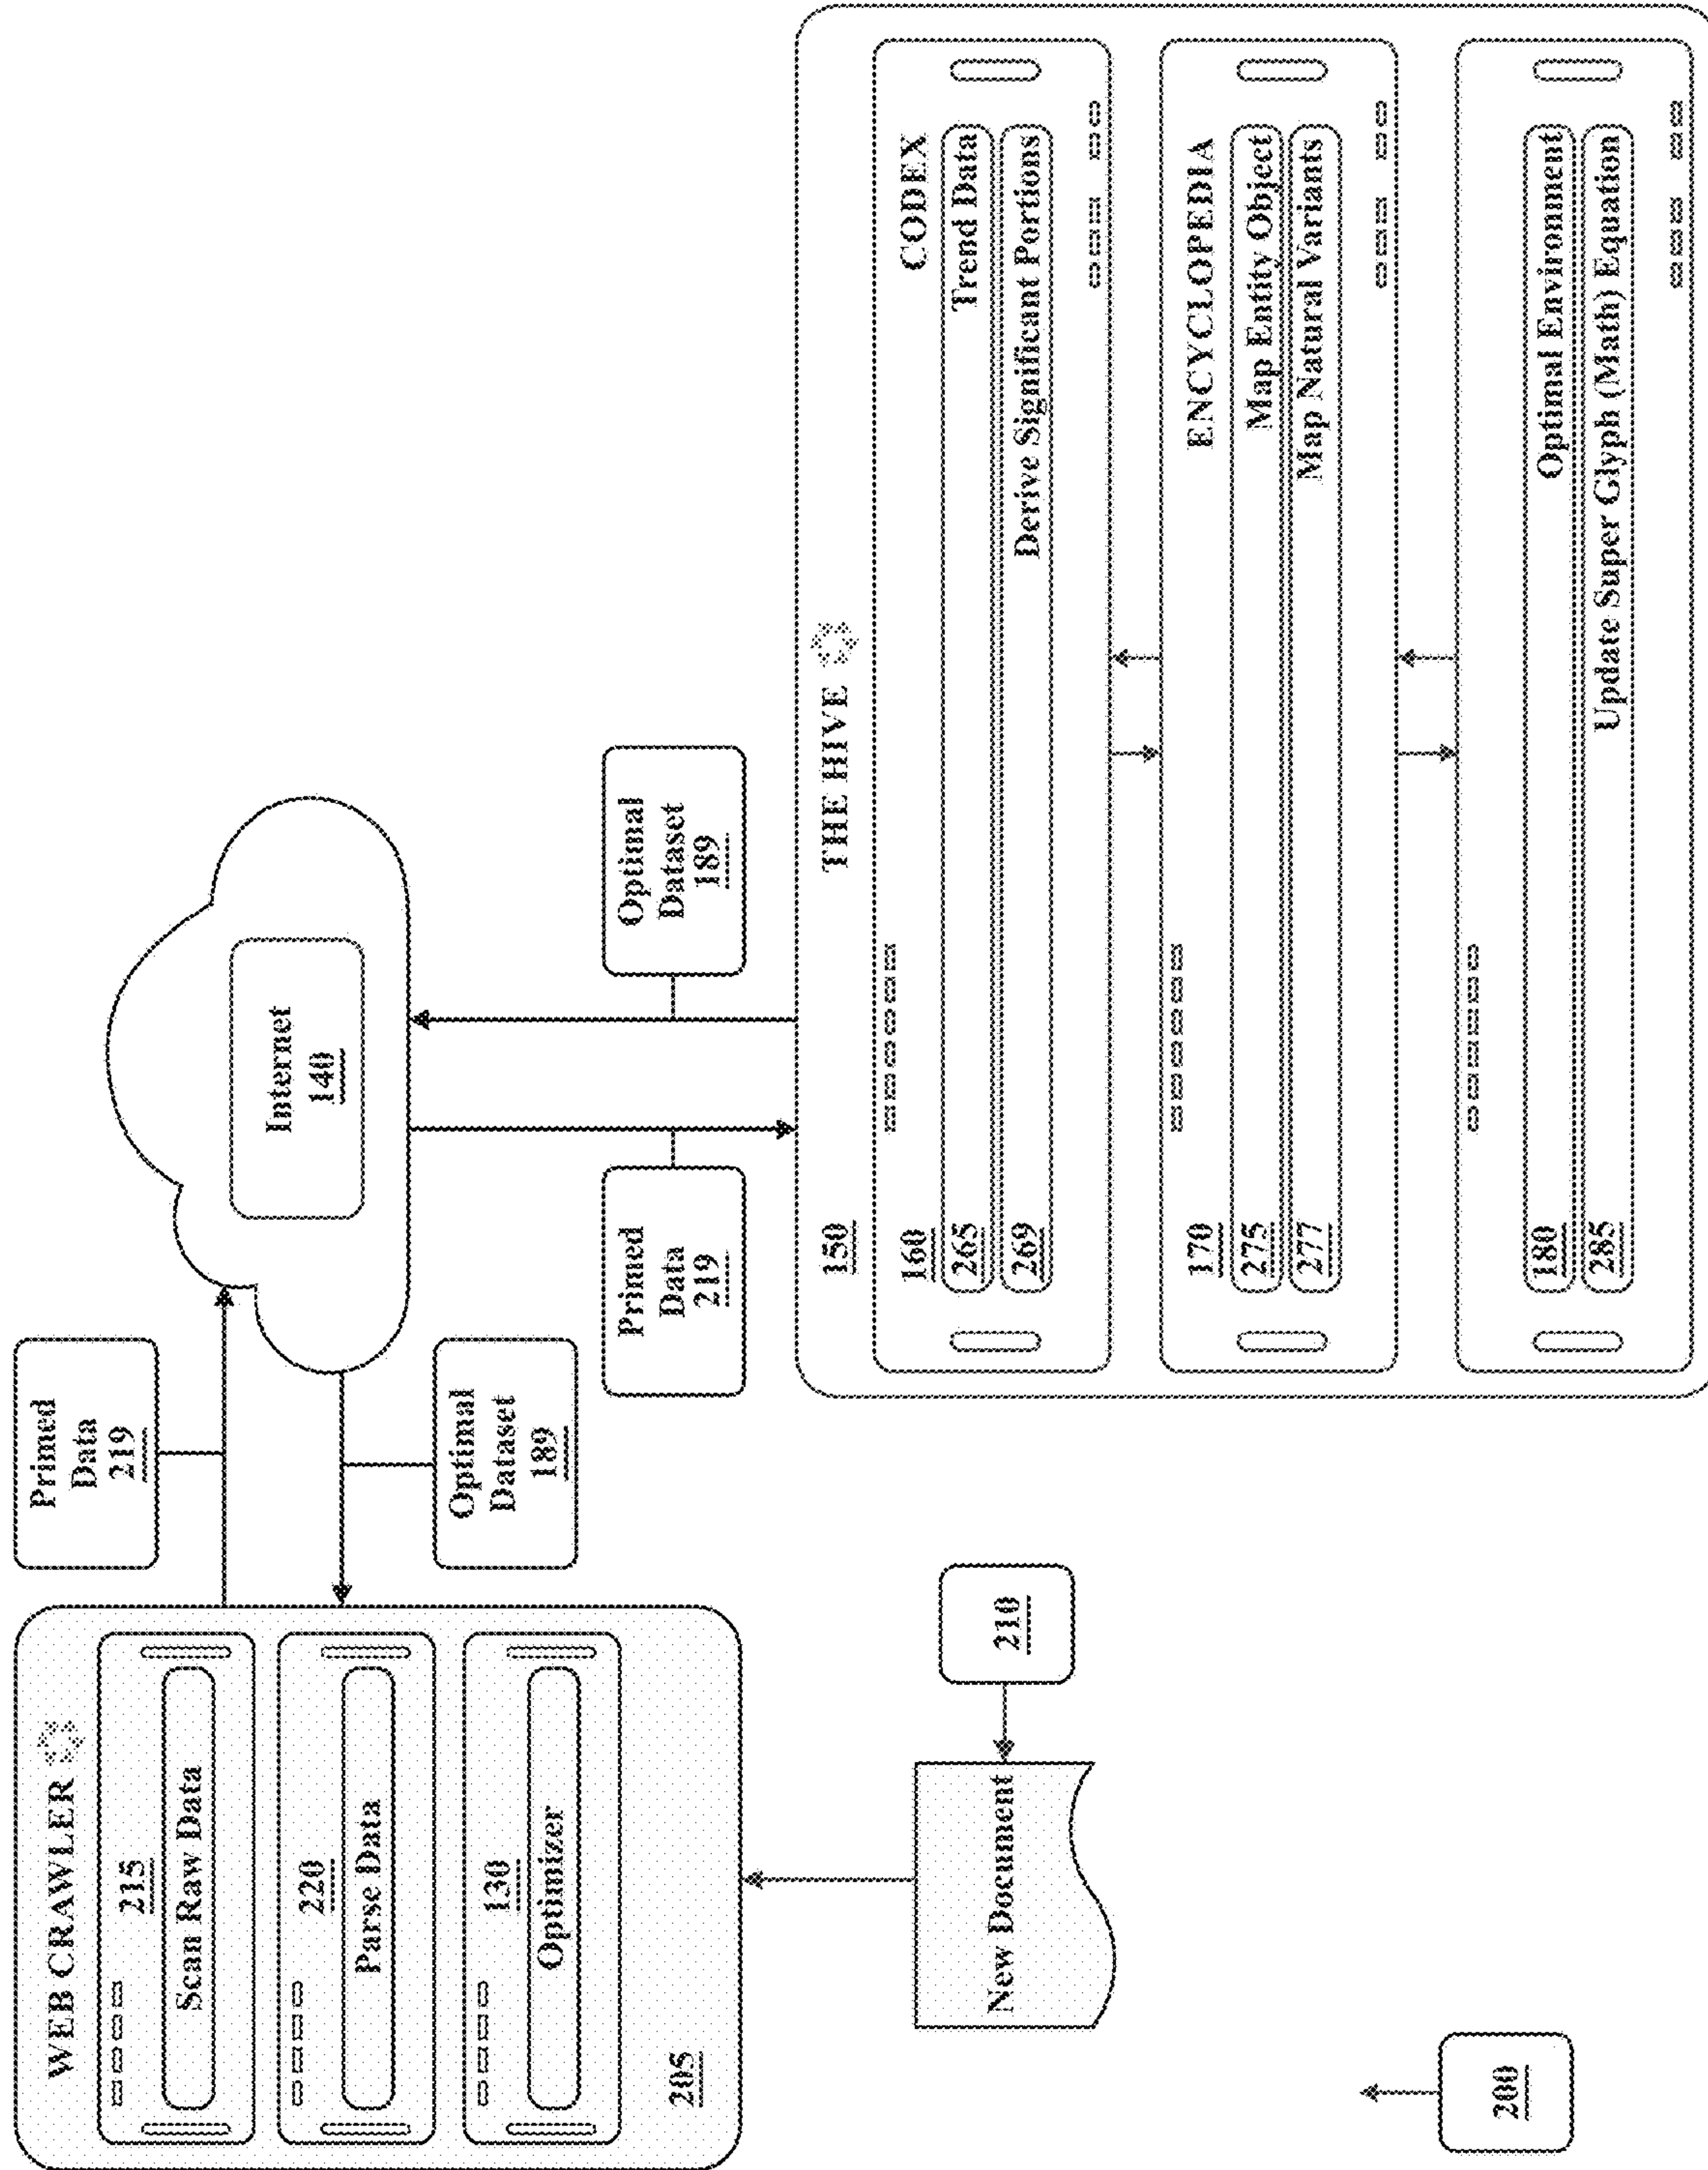 WEB CRAWLER
215
Scan Raw Data
220
Parse Data
130
Optimizer
205
Primed
Data
219
Optimal
Dataset
189
Internet
140
Primed
Data
219
Optimal
Dataset
189
New Document
210
200
150
THE HIVE
160
CODEX
265
Trend Data
269
Derive Significant Portions
170
ENCYCLOPEDIA
275
Map Entity Object
277
Map Natural Variants
180
Optimal Environment
285
Update Super Glyph (Math) Equation